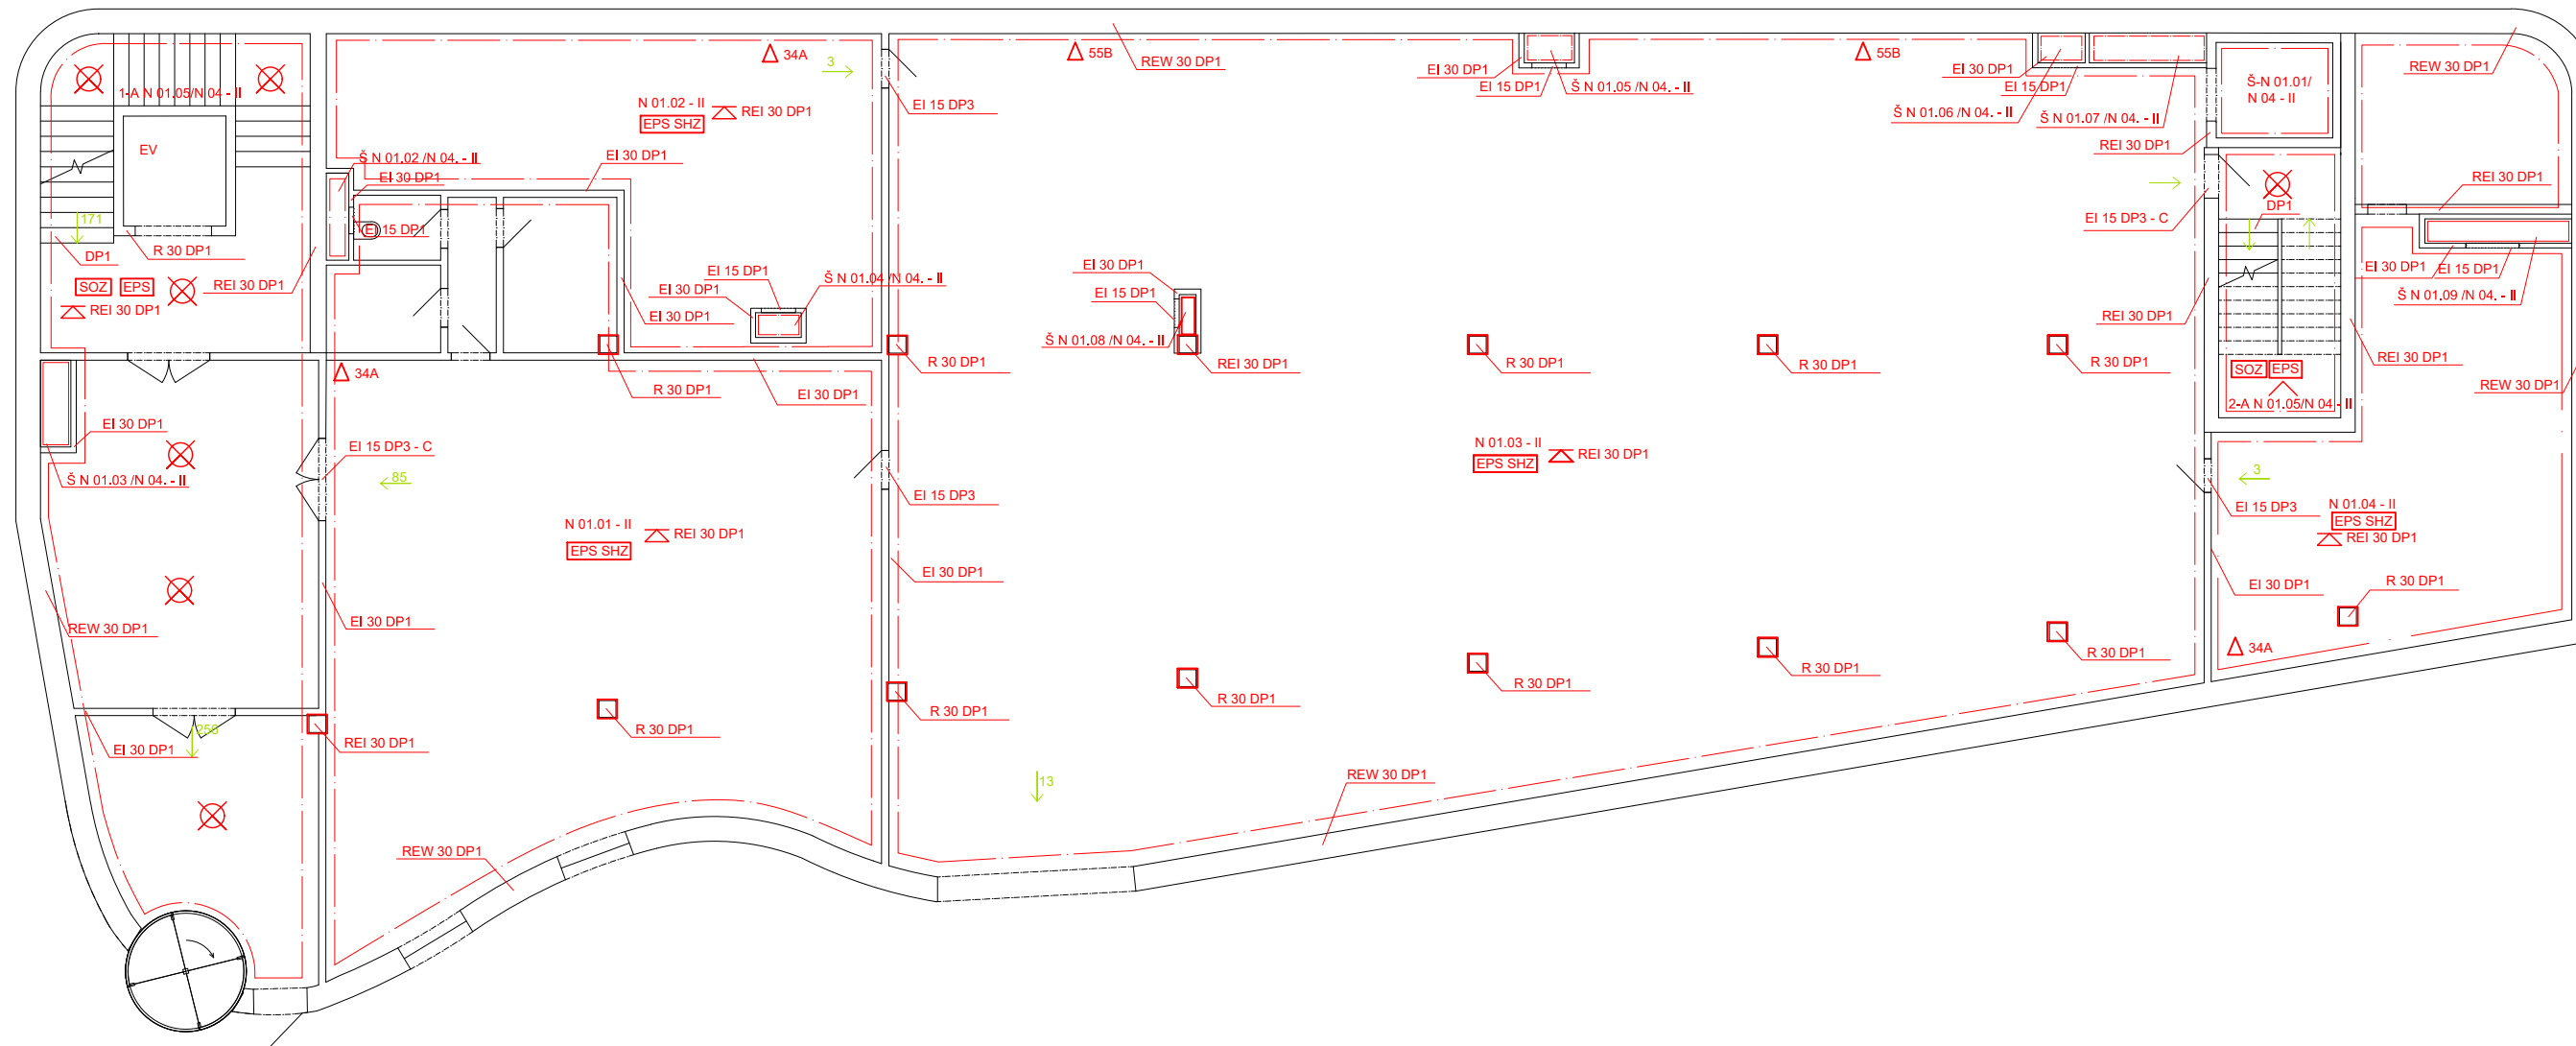 34A
3
55B
REW 30 DP1
EI 30 DP1
EI 15 DP1
Š N 01.05 /N 04. - II
55B
EI 30 DP1
EI 15 DP1
Š N 01.06 /N 04. - II
Š N 01.07 /N 04. - II
REI 30 DP1
Š-N 01.01/
N 04 - II
REW 30 DP1
1-A N 01.05/N 04 - II
EV
N 01.02 - II
REI 30 DP1
EPS SHZ
EI 15 DP3
Š N 01.02 /N 04. - II
EI 30 DP1
EI 30 DP1
EI 15 DP1
171
DP1
R 30 DP1
SOZ
EPS
REI 30 DP1
REI 30 DP1
EI 15 DP1
EI 30 DP1
Š N 01.04 /N 04. - II
EI 30 DP1
EI 30 DP1
EI 15 DP1
Š N 01.08 /N 04. - II
REI 30 DP1
EI 15 DP3 - C
DP1
REI 30 DP1
REI 30 DP1
EI 30 DP1
EI 15 DP1
Š N 01.09 /N 04. - II
REI 30 DP1
REW 30 DP1
SOZ
EPS
2-A N 01.05/N 04 - II
34A
R 30 DP1
EI 30 DP1
R 30 DP1
R 30 DP1
R 30 DP1
R 30 DP1
EI 30 DP1
Š N 01.03 /N 04. - II
EI 15 DP3 - C
85
N 01.01 - II
REI 30 DP1
EPS SHZ
EI 15 DP3
EI 30 DP1
N 01.03 - II
REI 30 DP1
EPS SHZ
3
EI 15 DP3
N 01.04 - II
EPS SHZ
REI 30 DP1
EI 30 DP1
R 30 DP1
34A
REW 30 DP1
EI 30 DP1
EI 30 DP1
256
REI 30 DP1
R 30 DP1
R 30 DP1
R 30 DP1
R 30 DP1
R 30 DP1
R 30 DP1
13
REW 30 DP1
REW 30 DP1